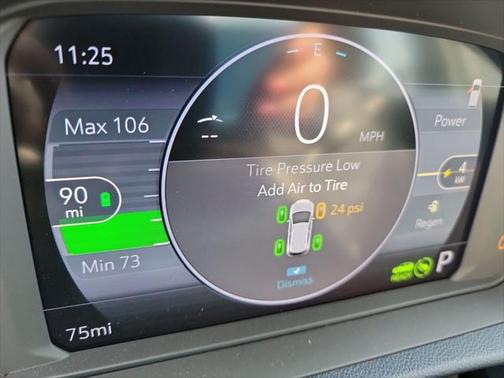 11:25
E
Max 106
0
MPH
--
Power
Tire Pressure Low
Add Air to Tire
90
mi
4
kW
24 psi
Regen
Min 73
Dismiss
P
75mi